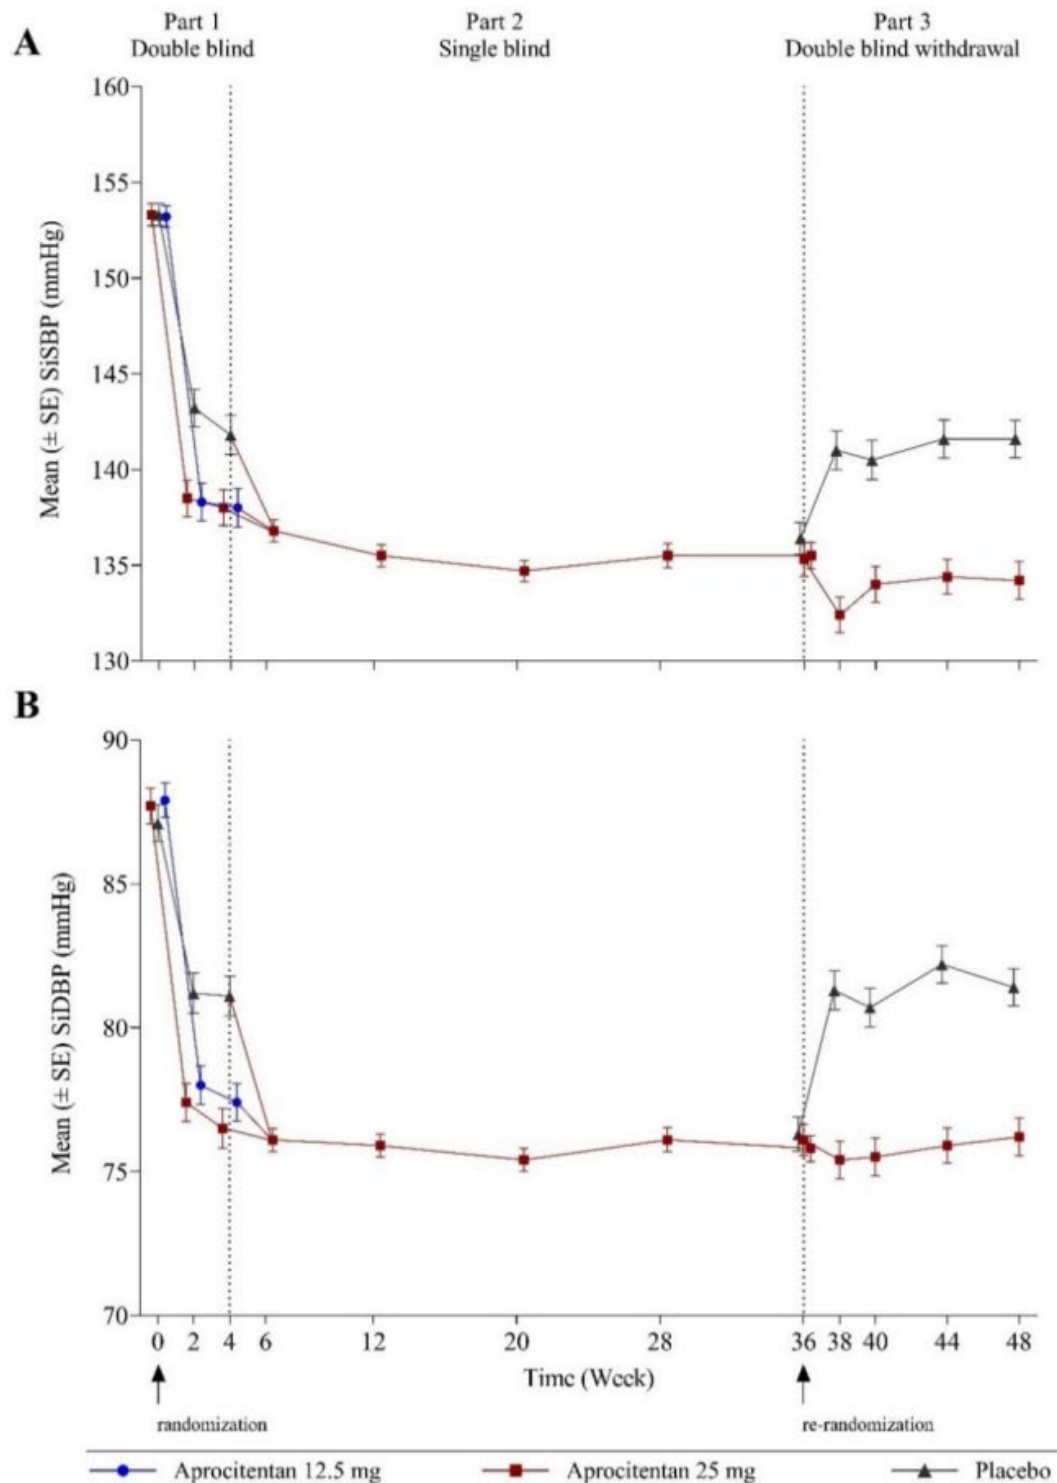 A
Part 1
Double blind
Part 2
Single blind
Part 3
Double blind withdrawal
Mean (± SE) SiSBP (mmHg)
160
155
150
145
140
135
130
B
Mean (± SE) SiDBP (mmHg)
90
85
80
75
70
0 2 4 6 12 20 28 36 38 40 44 48
Time (Week)
randomization
re-randomization
Aprocitentan 12.5 mg
Aprocitentan 25 mg
Placebo